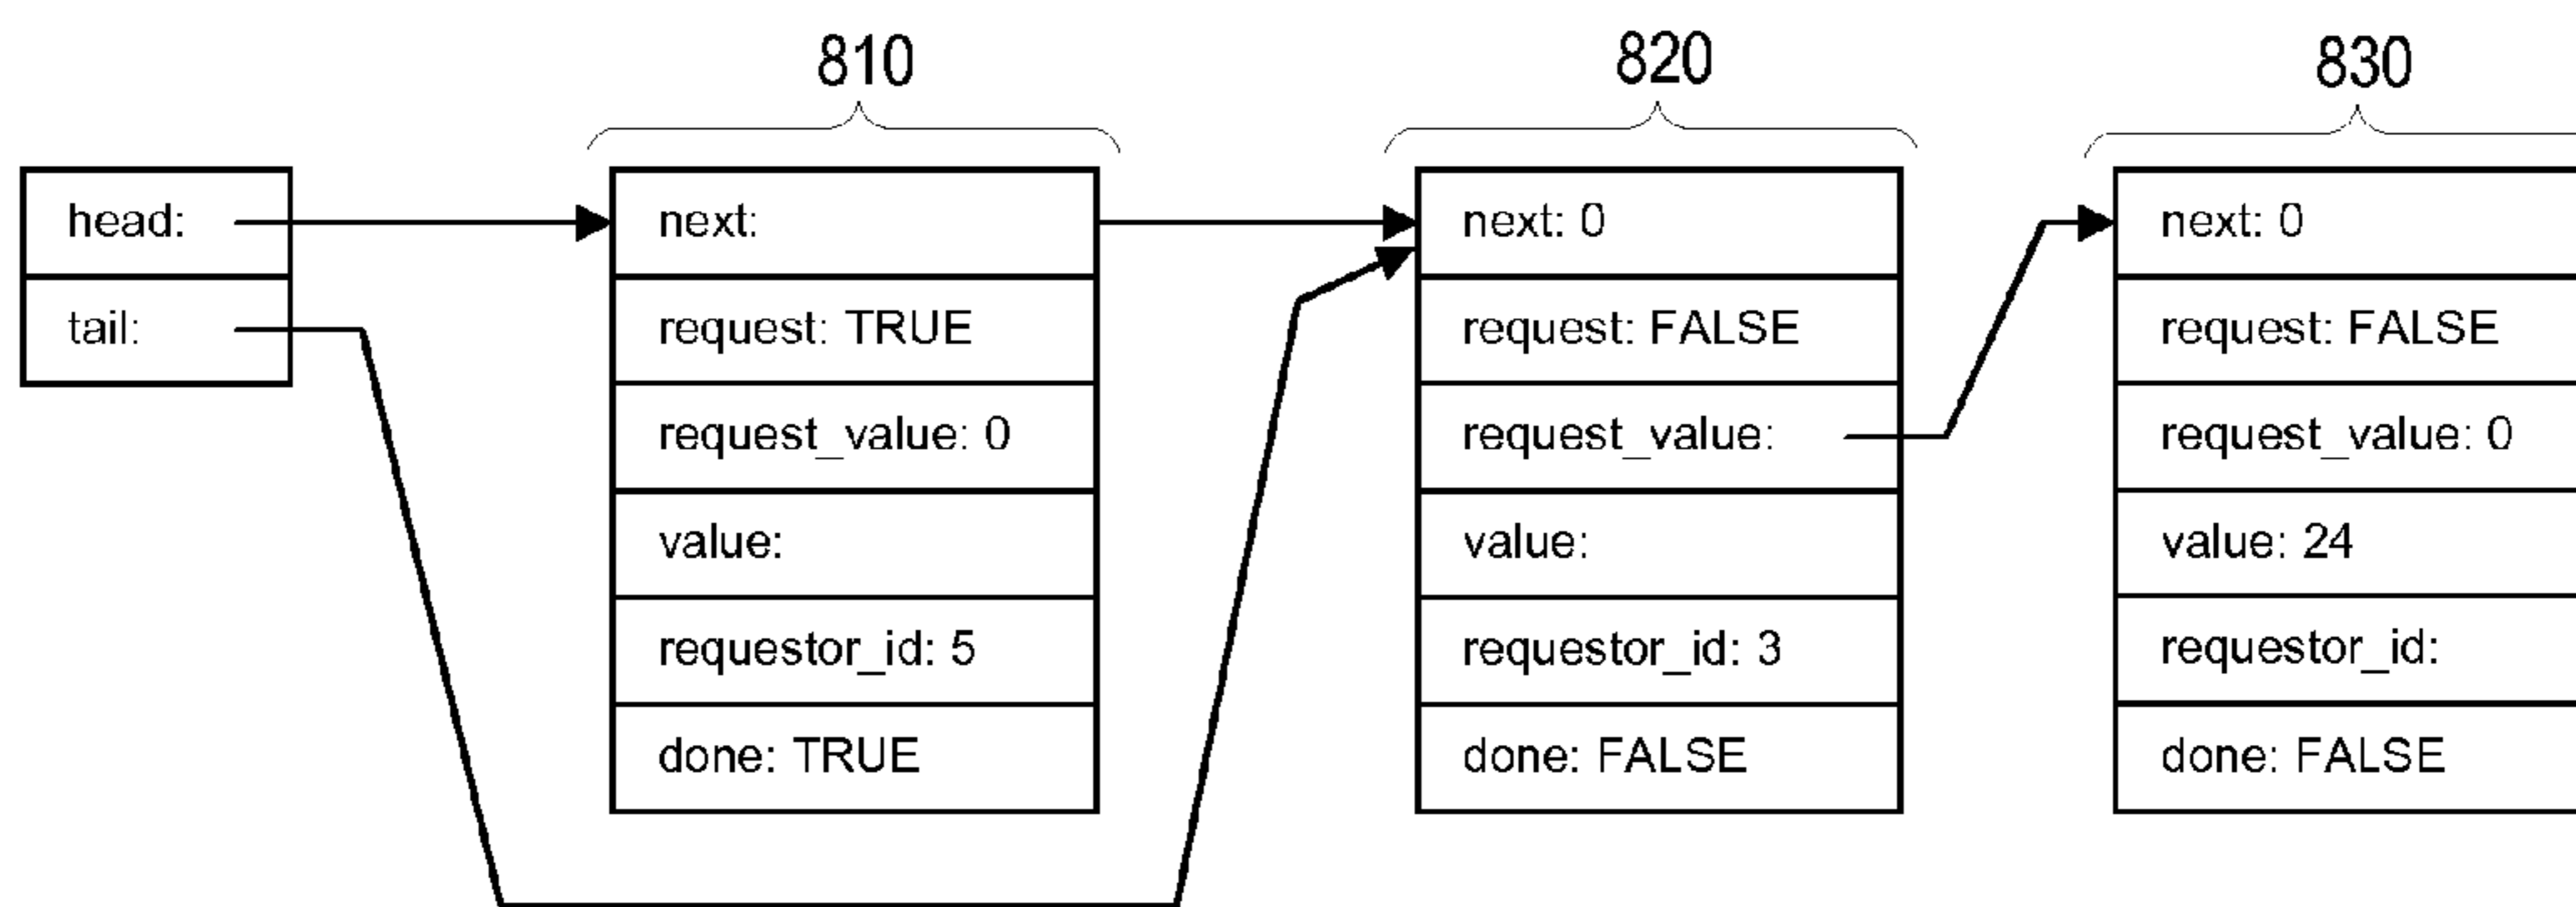 810
820
830
head:
tail:
next:
request: TRUE
request_value: 0
value:
requestor_id: 5
done: TRUE
next: 0
request: FALSE
request_value:
value:
requestor_id: 3
done: FALSE
next: 0
request: FALSE
request_value: 0
value: 24
requestor_id:
done: FALSE